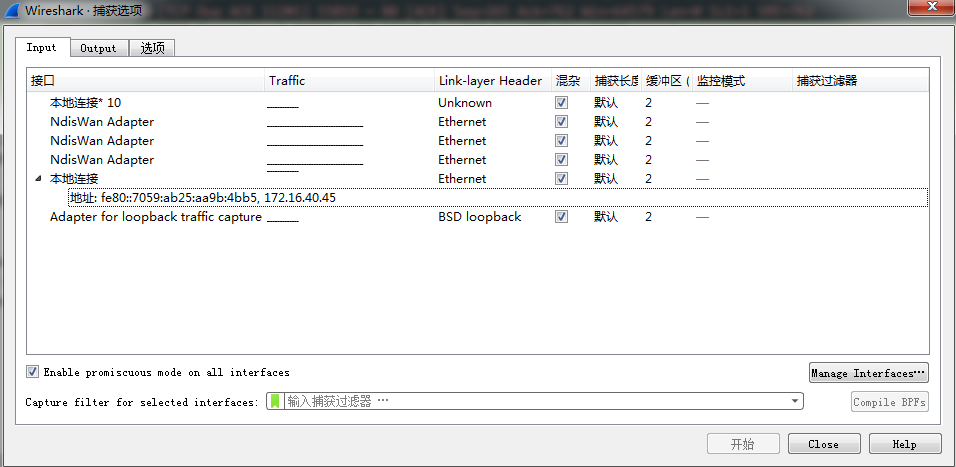 Wireshark · 捕获选项
Input Output 选项
接口 Traffic Link-layer Header 混杂 捕获长度 缓冲区 ( 监控模式 捕获过滤器
本地连接* 10 Unknown 默认 2 —
NdisWan Adapter Ethernet 默认 2 —
NdisWan Adapter Ethernet 默认 2 —
NdisWan Adapter Ethernet 默认 2 —
本地连接 Ethernet 默认 2 —
地址: fe80::7059:ab25:aa9b:4bb5, 172.16.40.45
Adapter for loopback traffic capture BSD loopback 默认 2 —
Enable promiscuous mode on all interfaces
Manage Interfaces…
Capture filter for selected interfaces: 输入捕获过滤器 …
Compile BPFs
开始 Close Help